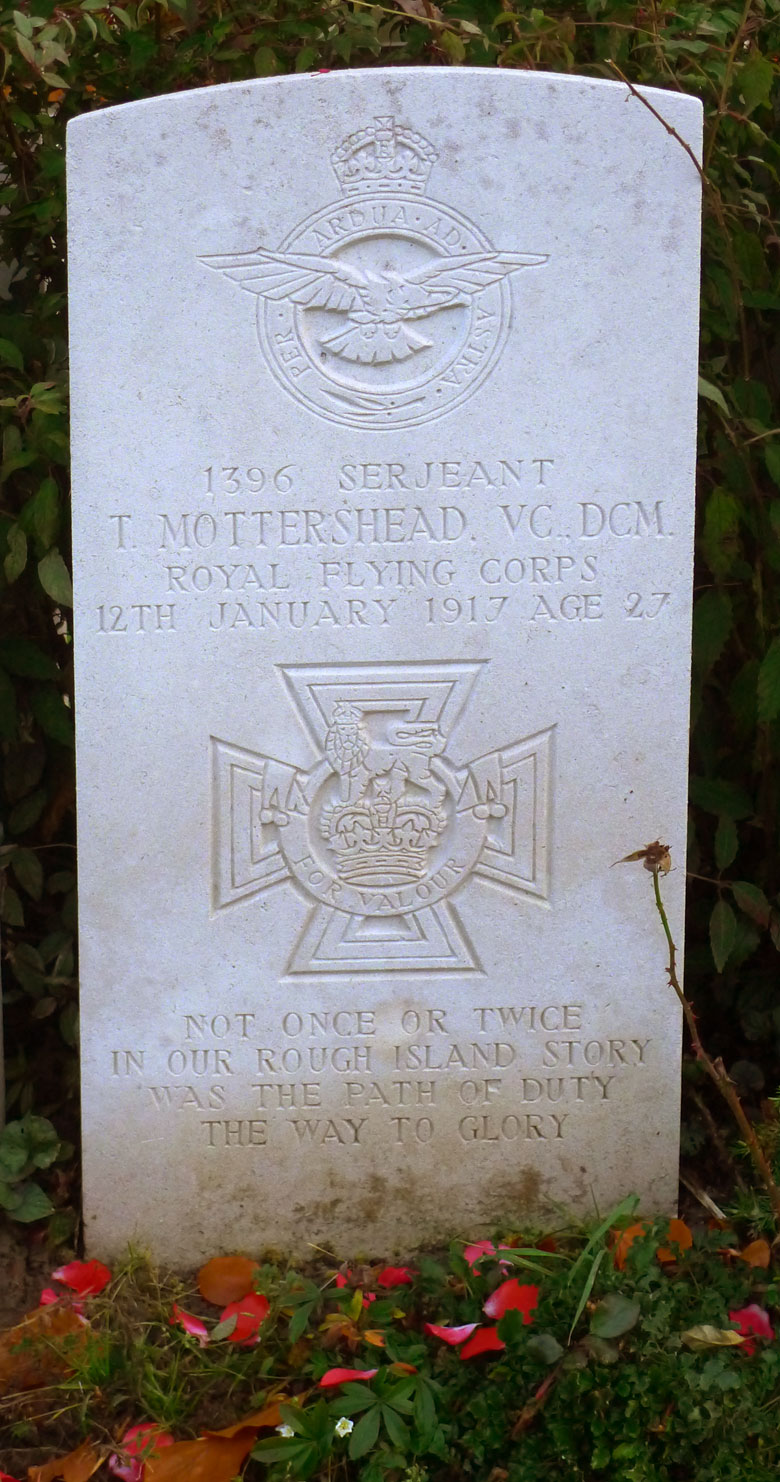 PER · ARDUA · AD · ASTRA
1396 SERJEANT
T. MOTTERSHEAD. VC., DCM.
ROYAL FLYING CORPS
12TH JANUARY 1917 AGE 27
FOR VALOUR
NOT ONCE OR TWICE
IN OUR ROUGH ISLAND STORY
WAS THE PATH OF DUTY
THE WAY TO GLORY